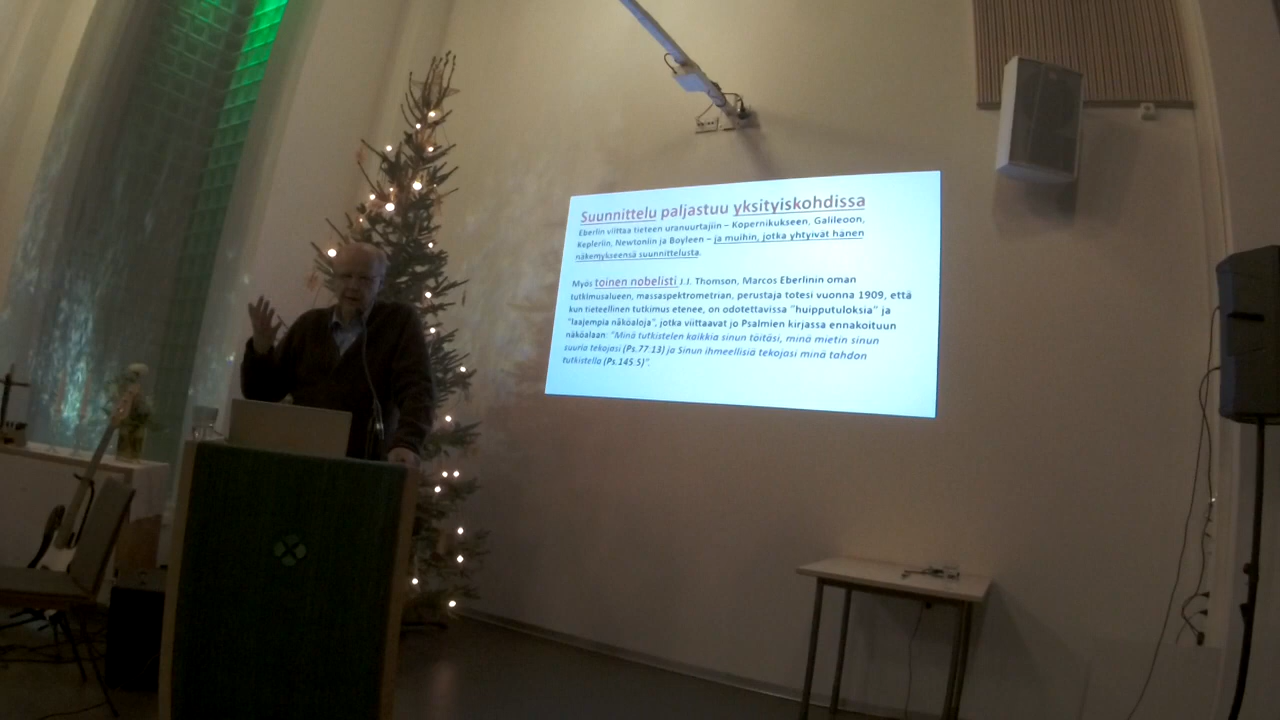 Suunnittelu paljastuu yksityiskohdissa
Eberlin viittaa tieteen uranuurtajiin – Kopernikukseen, Galileoon,
Kepleriin, Newtoniin ja Boyleen – ja muihin, jotka yhtyivät hänen
näkemykseensä suunnittelusta.
Myös toinen nobelisti J.J. Thomson, Marcos Eberlinin oman
tutkimusalueen, massaspektrometrian, perustaja totesi vuonna 1909, että
kun tieteellinen tutkimus etenee, on odotettavissa "huipputuloksia" ja
"laajempia näköaloja", jotka viittaavat jo Psalmien kirjassa ennakoituun
näköalaan: "Minä tutkistelen kaikkia sinun töitäsi, minä mietin sinun
suuria tekojasi (Ps.77:13) ja Sinun ihmeellisiä tekojasi minä tahdon
tutkistella (Ps.145:5)".